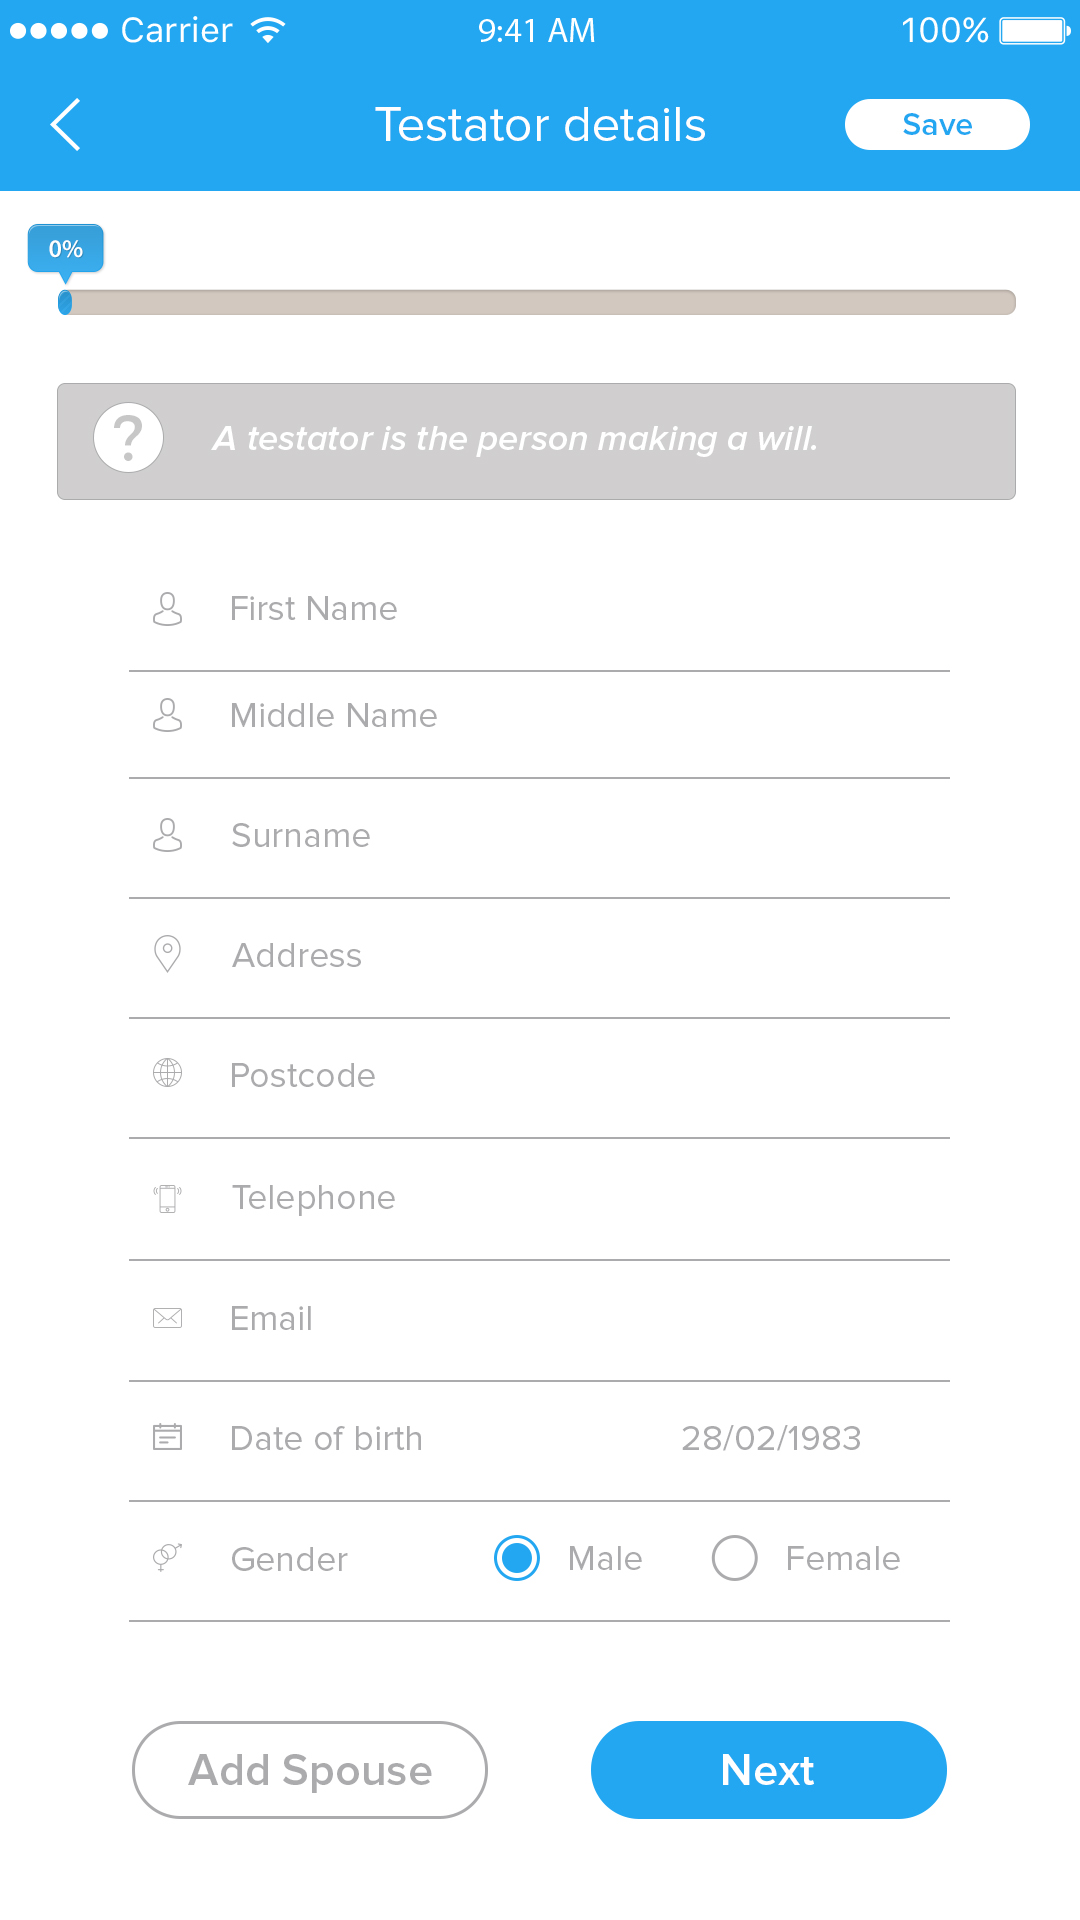 Carrier 9:41 AM 100%
Testator details Save
0%
? A testator is the person making a will.
First Name
Middle Name
Surname
Address
Postcode
Telephone
Email
Date of birth 28/02/1983
Gender Male Female
Add Spouse Next